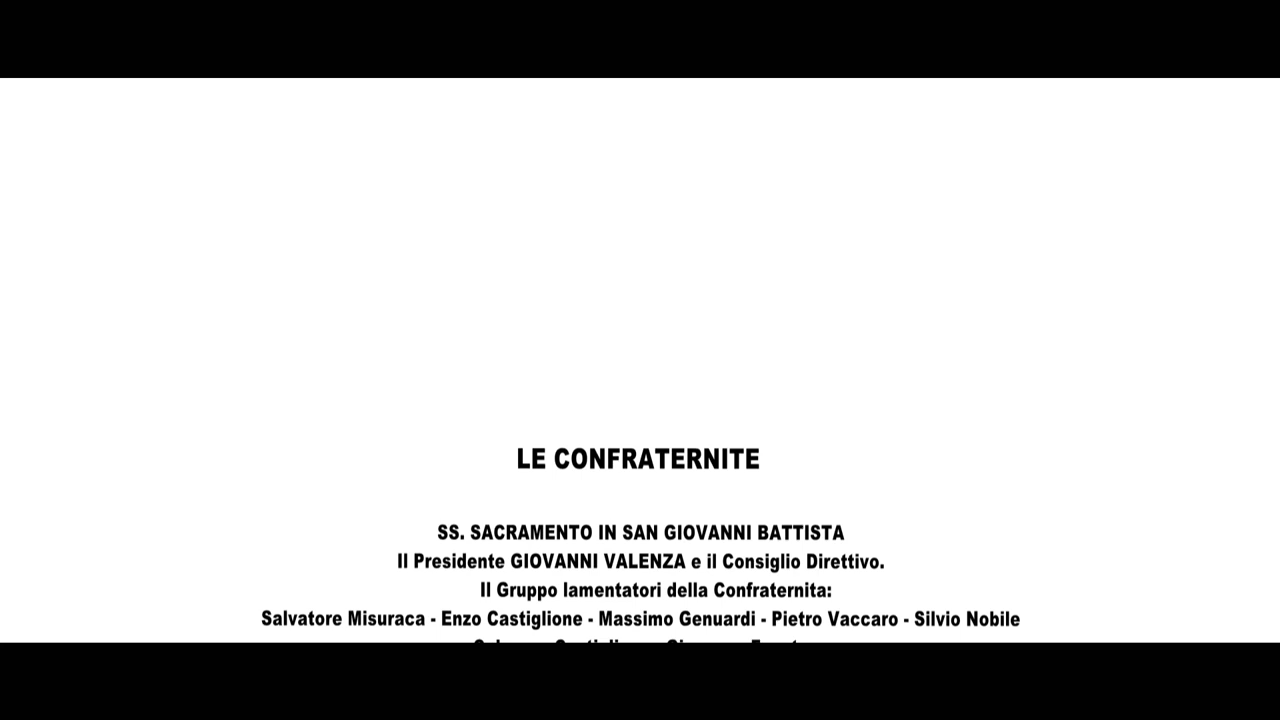 LE CONFRATERNITE
SS. SACRAMENTO IN SAN GIOVANNI BATTISTA
Il Presidente GIOVANNI VALENZA e il Consiglio Direttivo.
Il Gruppo lamentatori della Confraternita:
Salvatore Misuraca - Enzo Castiglione - Massimo Genuardi - Pietro Vaccaro - Silvio Nobile